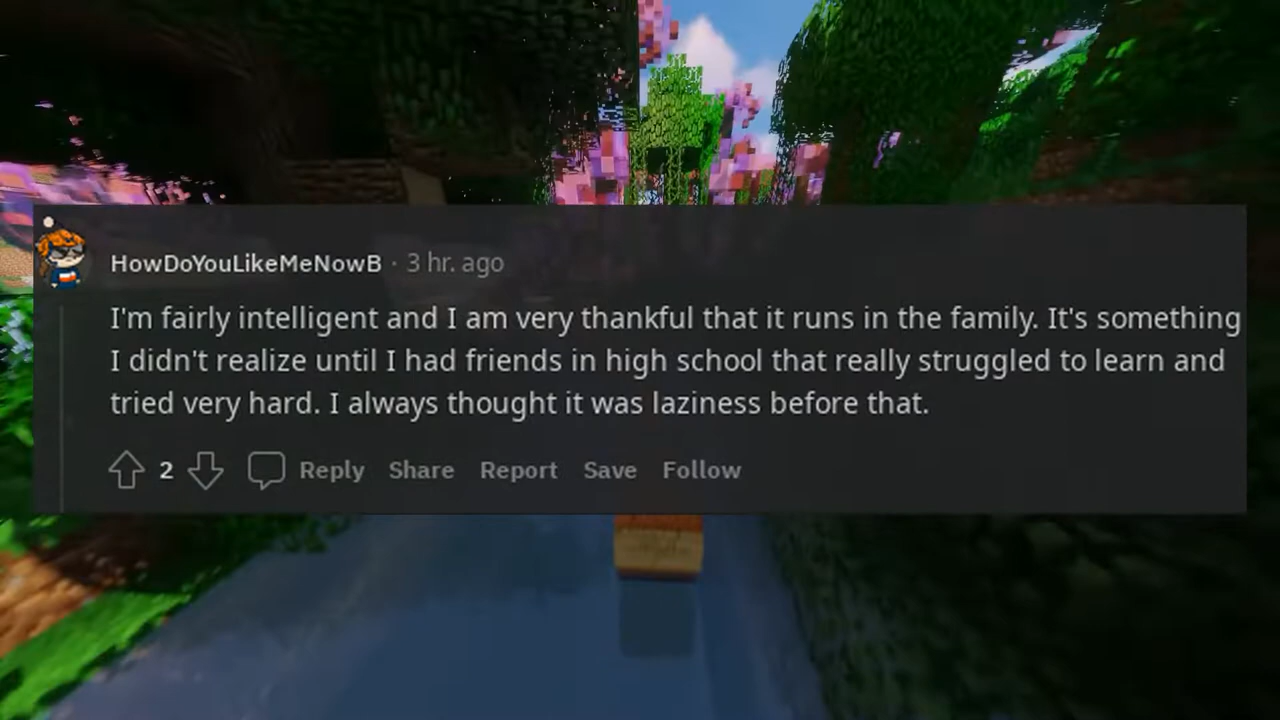 HowDoYouLikeMeNowB · 3 hr. ago
I'm fairly intelligent and I am very thankful that it runs in the family. It's something
I didn't realize until I had friends in high school that really struggled to learn and
tried very hard. I always thought it was laziness before that.
2 Reply Share Report Save Follow